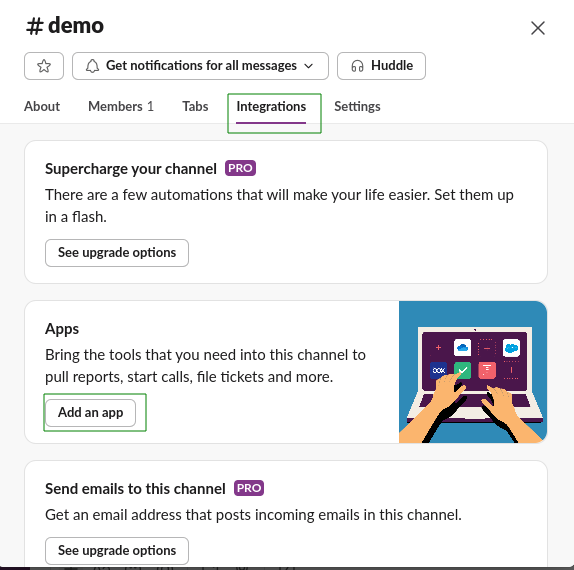 # demo
Get notifications for all messages
Huddle
About Members 1 Tabs Integrations Settings
Supercharge your channel PRO
There are a few automations that will make your life easier. Set them up
in a flash.
See upgrade options
Apps
Bring the tools that you need into this channel to
pull reports, start calls, file tickets and more.
Add an app
box
Send emails to this channel PRO
Get an email address that posts incoming emails in this channel.
See upgrade options